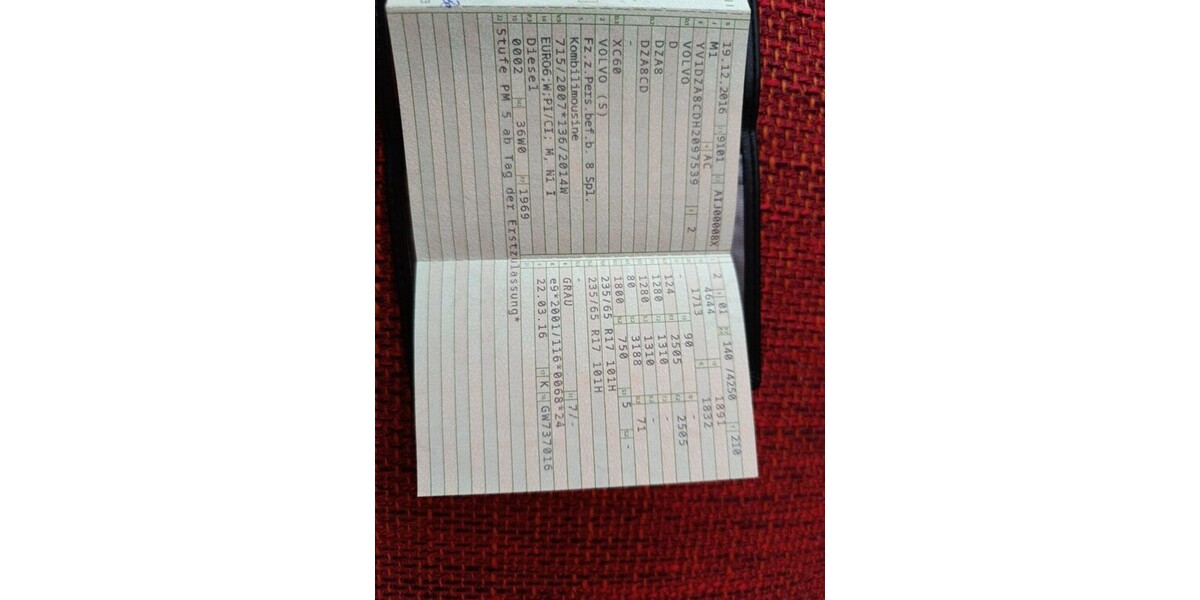 19.12.2016 9101 AIJ00008X
M1 AC
YV1DZA8CDH2097539 2
VOLVO
D
DZA8
DZA8CD
-
XC60
VOLVO (S)
Fz.z.Pers.bef.b. 8 Spl.
Kombilimousine
715/2007*136/2014W
EURO6;W;PI/CI; M, N1 I
Diesel
0002 36W0 1969
Stufe PM 5 ab Tag der Erstzulassung*
2 01 140 /4250 210
4644 1891
1713 1832
- 90 -
124 2505 2505
1280 1310 -
1280 1310 -
80 3188 71
1800 750 5 -
235/65 R17 101H
235/65 R17 101H
-
GRAU 7/-
e9*2001/116*0068*24
22.03.16 K GW737016